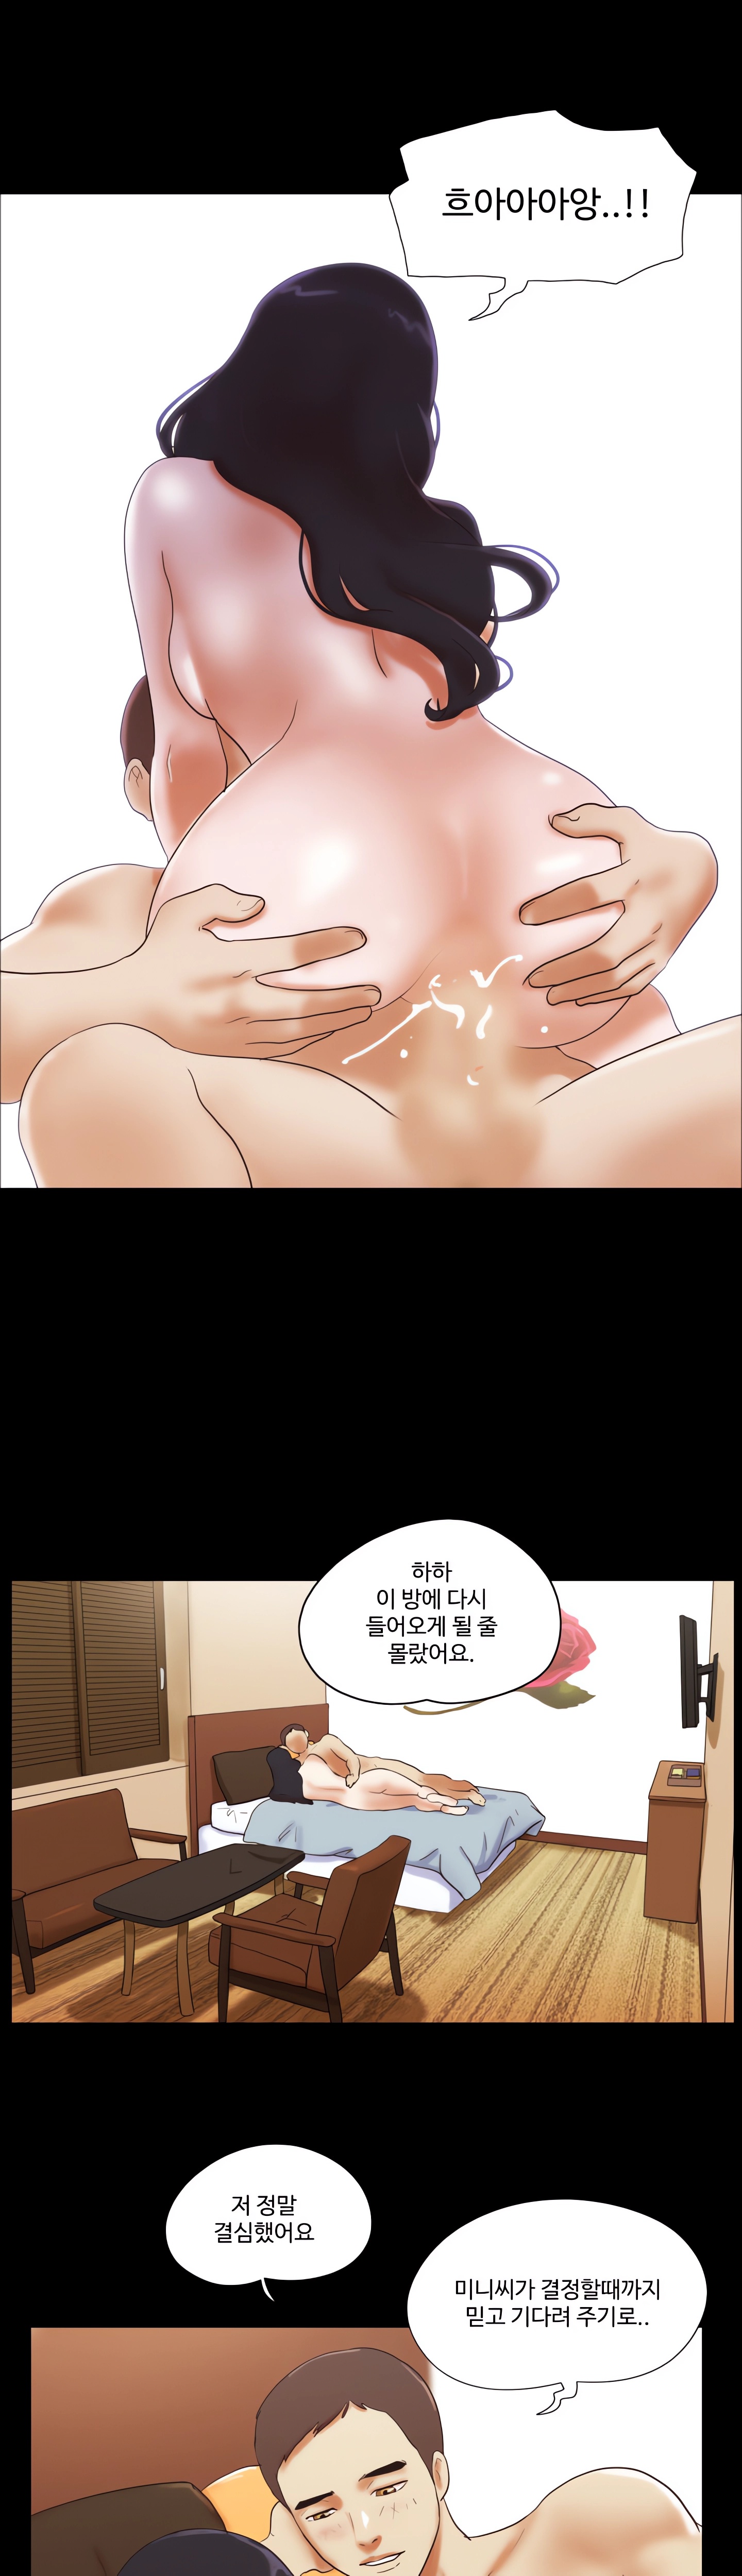 흐아아아앙..!!
하하
이 방에 다시
들어오게 될 줄
몰랐어요.
저 정말
결심했어요
미니씨가 결정할때까지
믿고 기다려 주기로..